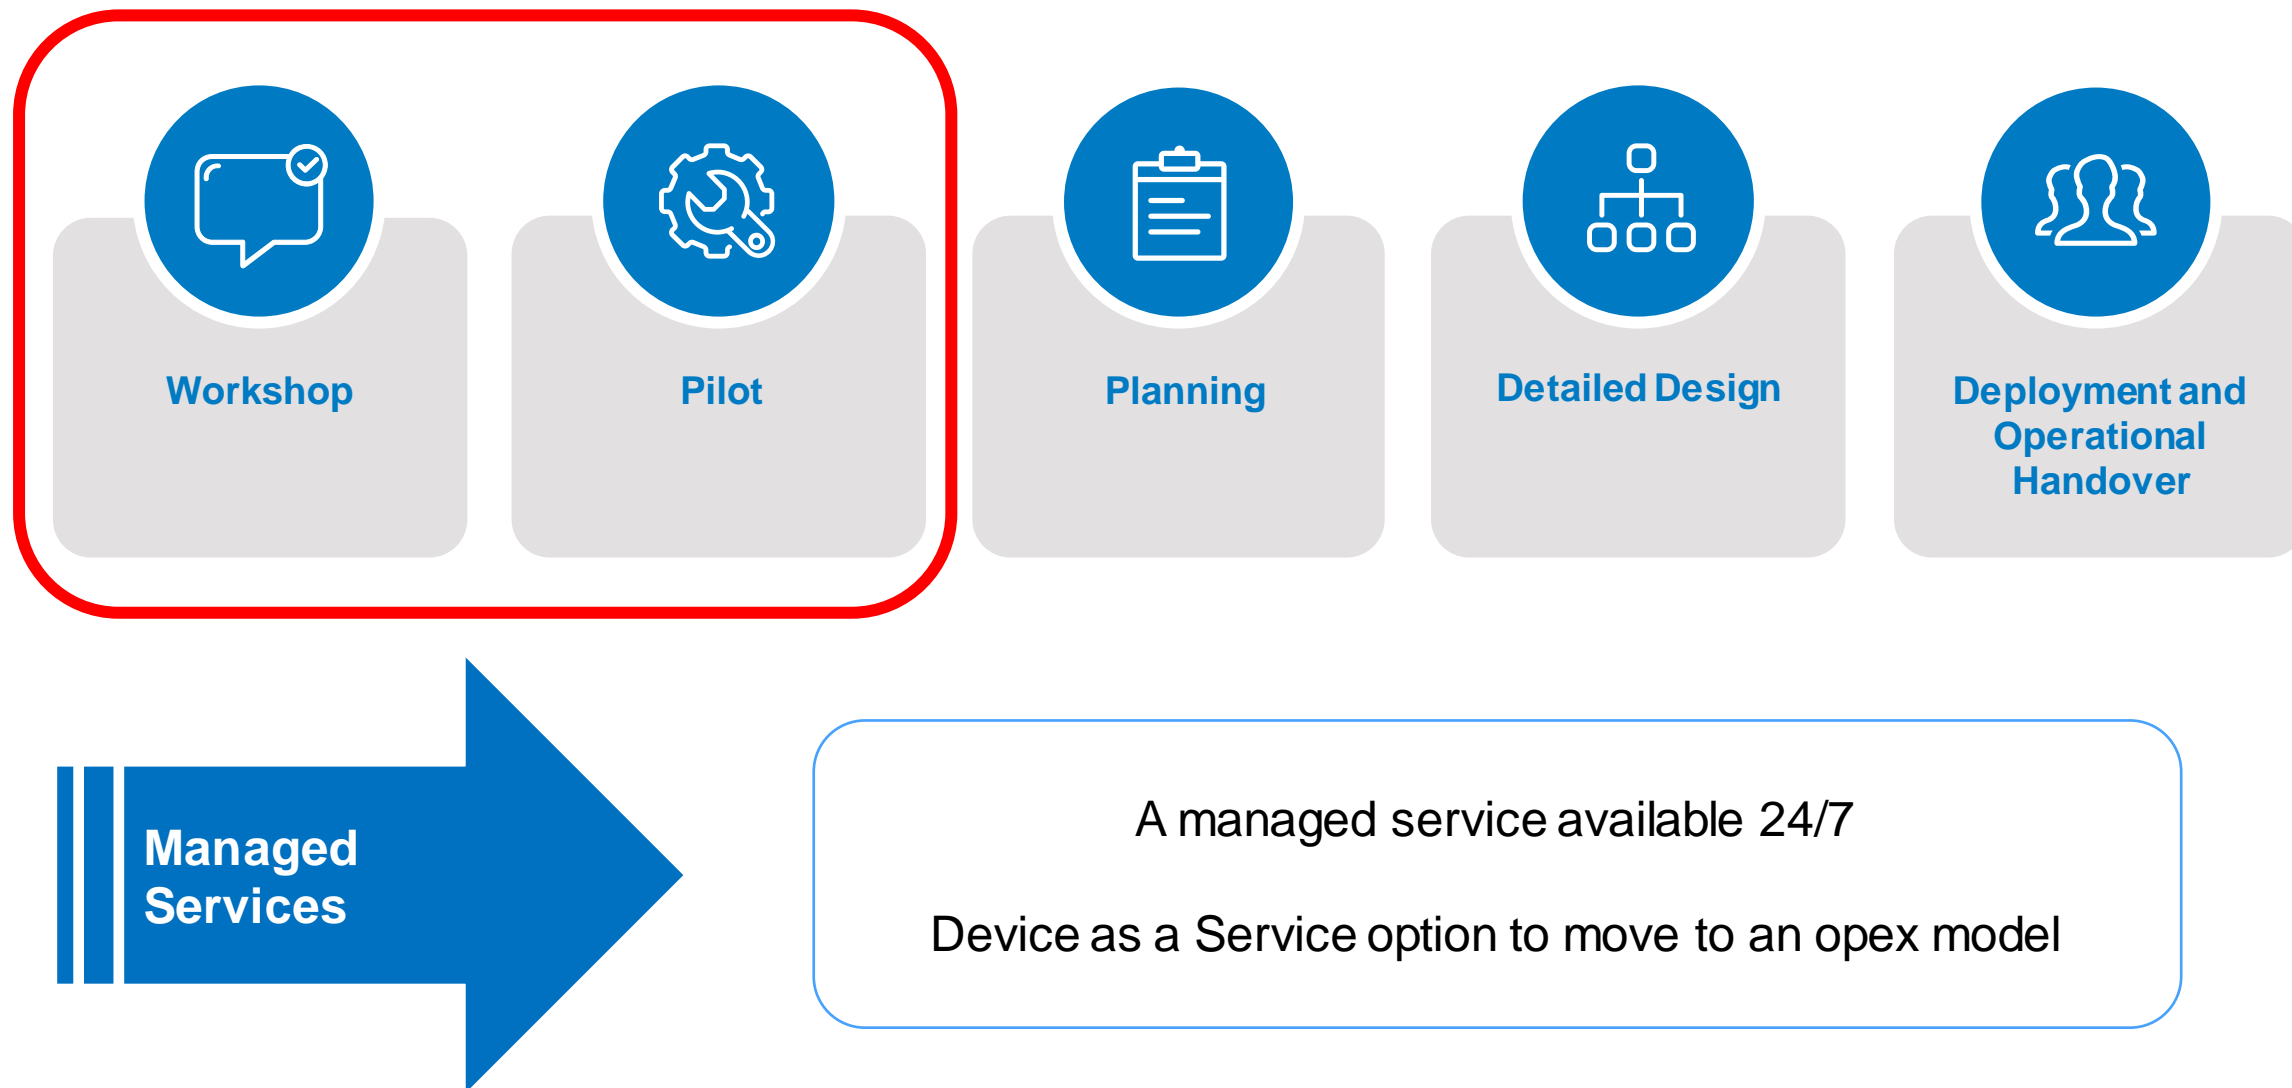 Workshop
Pilot
Planning
Detailed Design
Deployment and
Operational
Handover
Managed
Services
A managed service available 24/7
Device as a Service option to move to an opex model